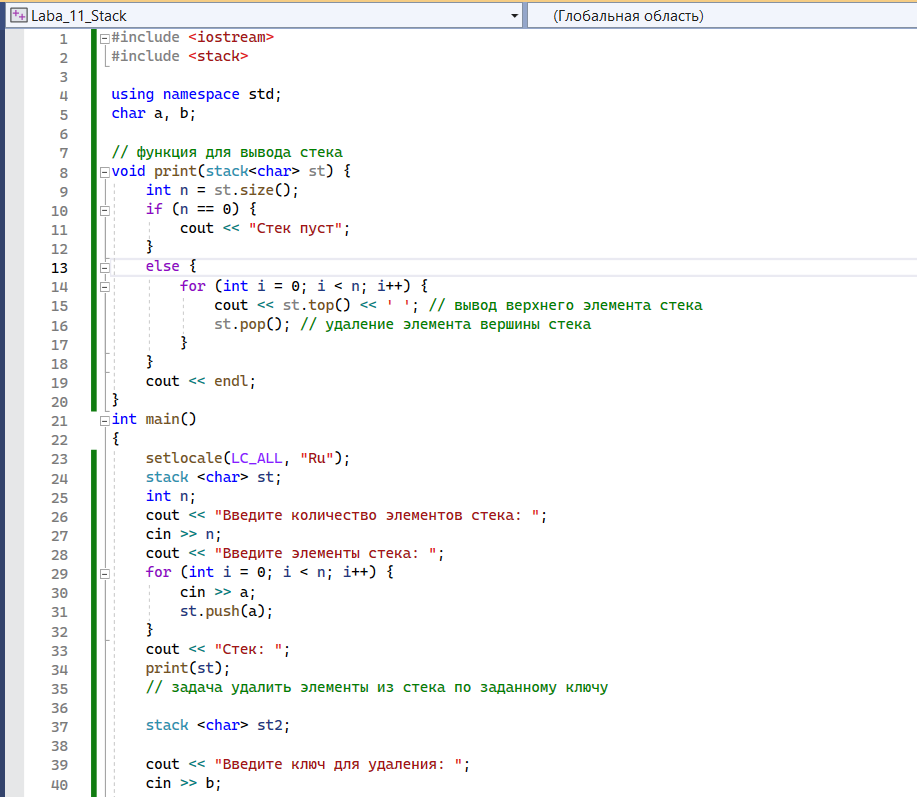 Laba_11_Stack (Глобальная область)
1 #include <iostream>
2 #include <stack>
3
4 using namespace std;
5 char a, b;
6
7 // функция для вывода стека
8 void print(stack<char> st) {
9 int n = st.size();
10 if (n == 0) {
11 cout << "Стек пуст";
12 }
13 else {
14 for (int i = 0; i < n; i++) {
15 cout << st.top() << ' '; // вывод верхнего элемента стека
16 st.pop(); // удаление элемента вершины стека
17 }
18 }
19 cout << endl;
20 }
21 int main()
22 {
23 setlocale(LC_ALL, "Ru");
24 stack <char> st;
25 int n;
26 cout << "Введите количество элементов стека: ";
27 cin >> n;
28 cout << "Введите элементы стека: ";
29 for (int i = 0; i < n; i++) {
30 cin >> a;
31 st.push(a);
32 }
33 cout << "Стек: ";
34 print(st);
35 // задача удалить элементы из стека по заданному ключу
36
37 stack <char> st2;
38
39 cout << "Введите ключ для удаления: ";
40 cin >> b;